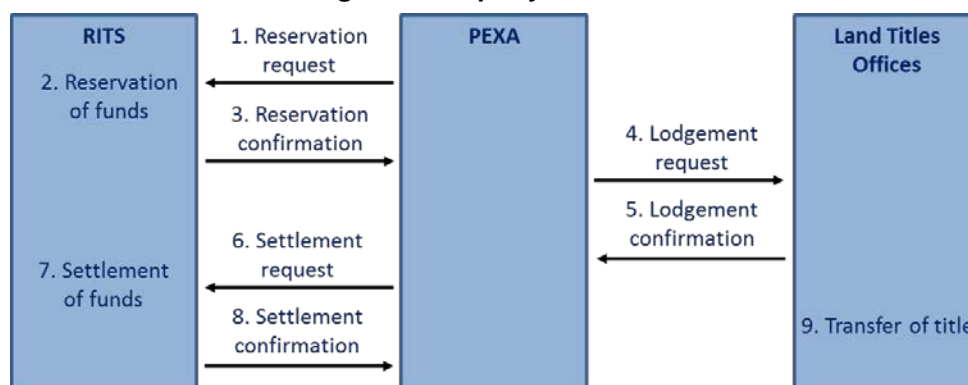 RITS
1. Reservation
request
PEXA
Land Titles
Offices
2. Reservation
of funds
3. Reservation
confirmation
4. Lodgement
request
5. Lodgement
confirmation
6. Settlement
request
7. Settlement
of funds
8. Settlement
confirmation
9. Transfer of title